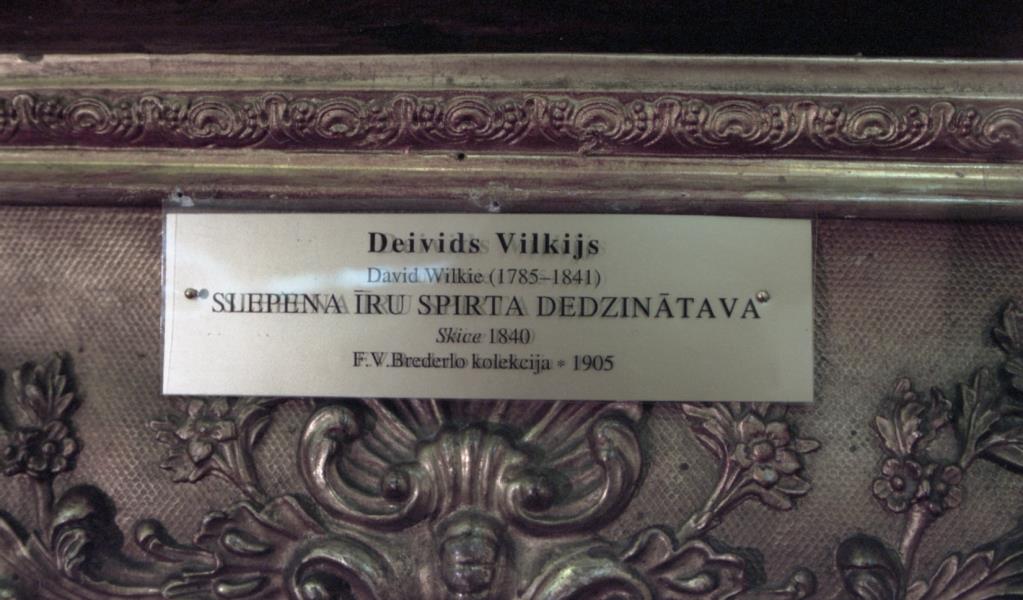 Deivids Vilkijs
David Wilkie (1785–1841)
SLEPENA ĪRU SPIRTA DEDZINĀTAVA
Skice 1840
F.V.Brederlo kolekcija * 1905